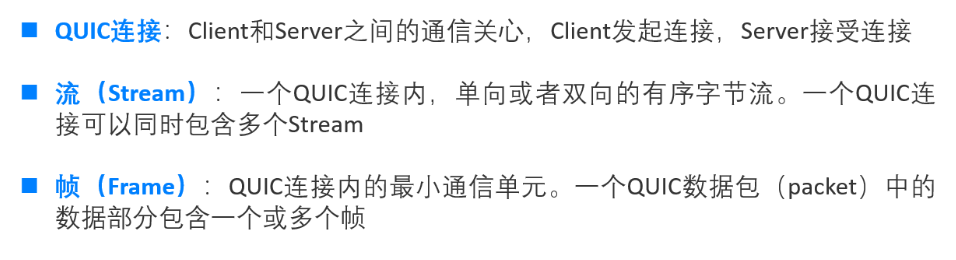 ■ QUIC连接：Client和Server之间的通信关心，Client发起连接，Server接受连接
■ 流（Stream）：一个QUIC连接内，单向或者双向的有序字节流。一个QUIC连
接可以同时包含多个Stream
■ 帧（Frame）：QUIC连接内的最小通信单元。一个QUIC数据包（packet）中的
数据部分包含一个或多个帧